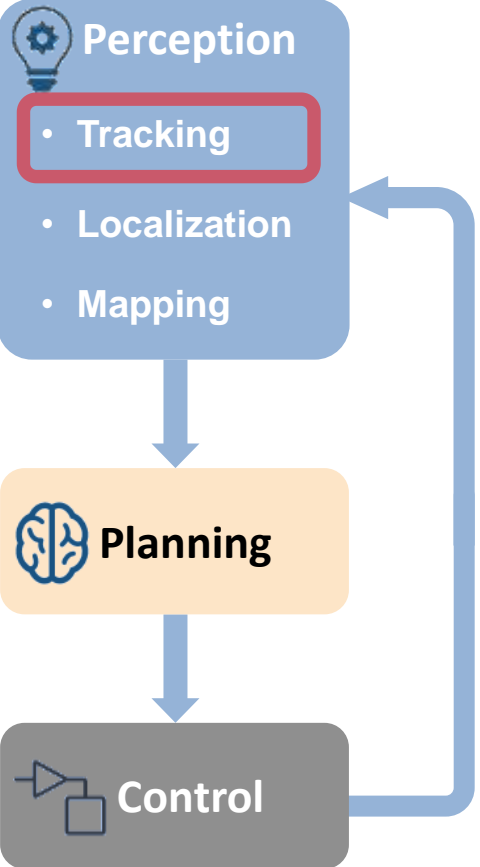 Perception
• Tracking
• Localization
• Mapping
Planning
Control